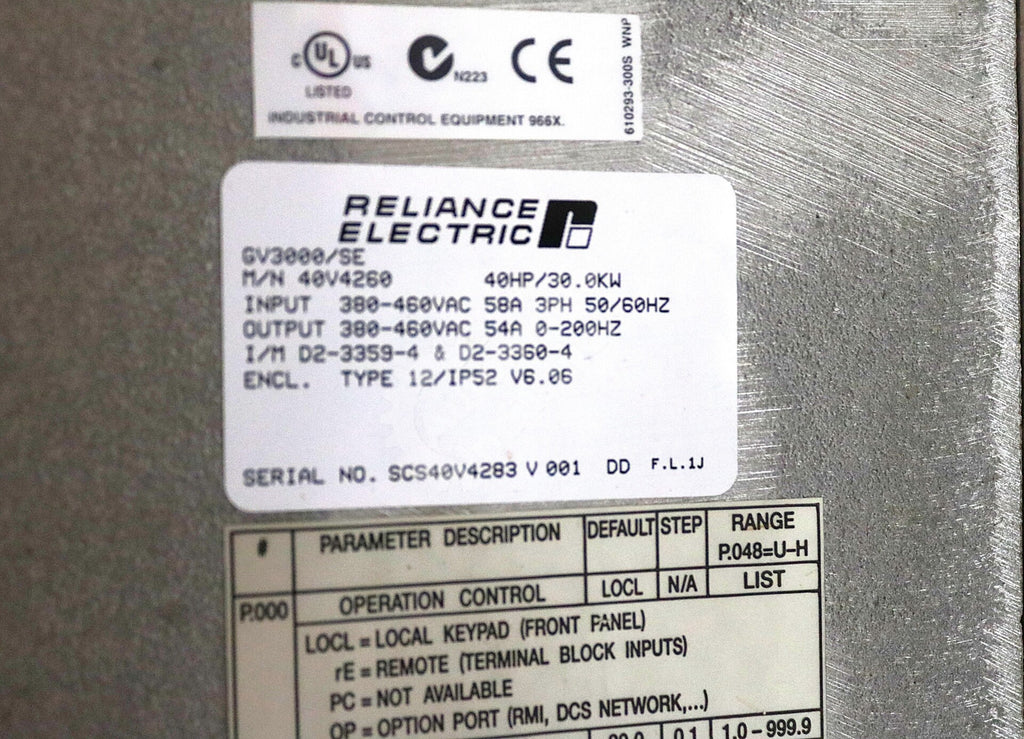 C UL US
LISTED
N223
CE
INDUSTRIAL CONTROL EQUIPMENT 966X.
610293-300S WNP
RELIANCE
ELECTRIC
GV3000/SE
M/N 40V4260 40HP/30.0KW
INPUT 380-460VAC 58A 3PH 50/60HZ
OUTPUT 380-460VAC 54A 0-200HZ
I/M D2-3359-4 & D2-3360-4
ENCL. TYPE 12/IP52 V6.06
SERIAL NO. SCS40V4283 V 001 DD F.L.1J
# PARAMETER DESCRIPTION DEFAULT STEP RANGE
P.048=U-H
P.000 OPERATION CONTROL LOCL N/A LIST
LOCL = LOCAL KEYPAD (FRONT PANEL)
rE = REMOTE (TERMINAL BLOCK INPUTS)
PC = NOT AVAILABLE
OP = OPTION PORT (RMI, DCS NETWORK,...)
0.1 1.0 – 999.9